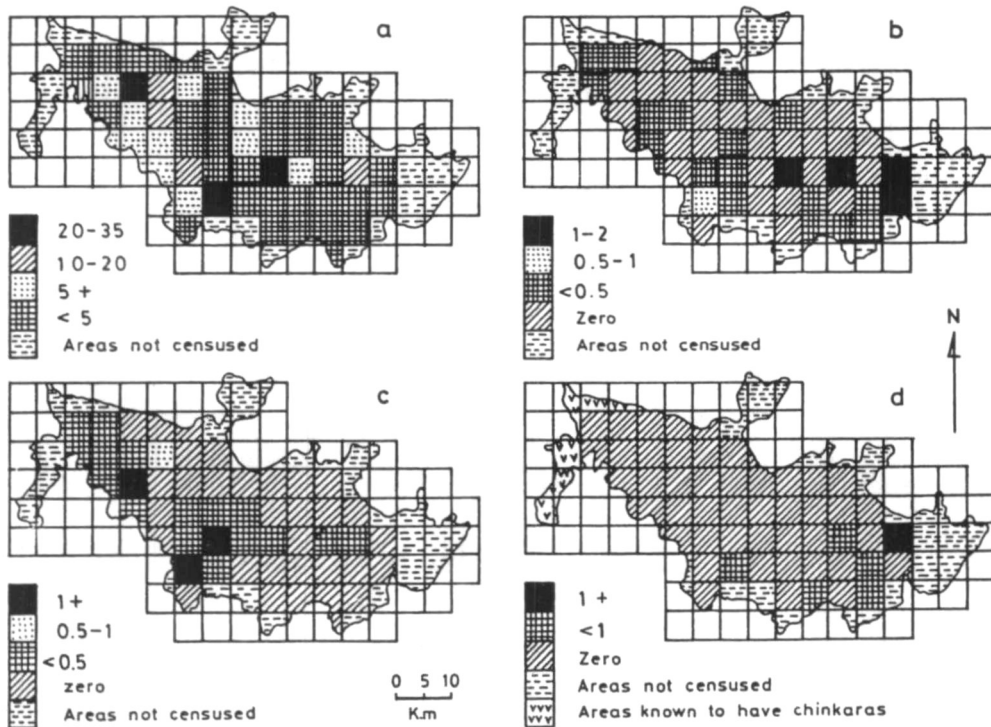 a
20-35
10-20
5+
< 5
Areas not censused
b
1-2
0.5-1
<0.5
Zero
Areas not censused
N
c
1+
0.5-1
<0.5
zero
Areas not censused
0 5 10
K.m
d
1+
<1
Zero
Areas not censused
Areas known to have chinkaras